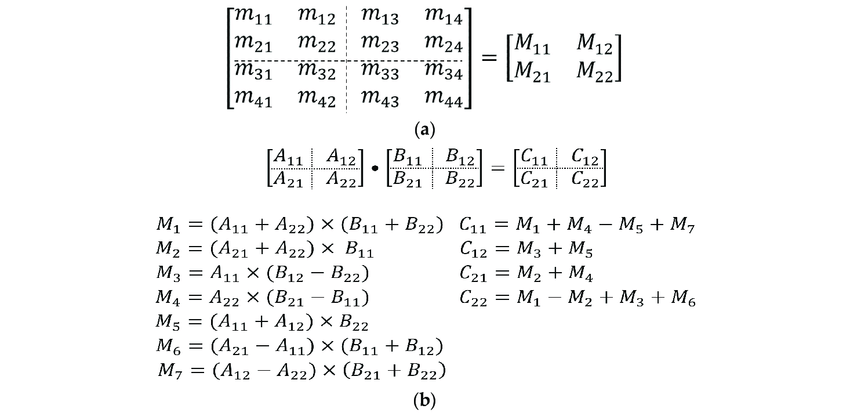 m₁₁ m₁₂ m₁₃ m₁₄
m₂₁ m₂₂ m₂₃ m₂₄
m₃₁ m₃₂ m₃₃ m₃₄
m₄₁ m₄₂ m₄₃ m₄₄
= [M₁₁ M₁₂
M₂₁ M₂₂]
(a)
[A₁₁ A₁₂
A₂₁ A₂₂] • [B₁₁ B₁₂
B₂₁ B₂₂] = [C₁₁ C₁₂
C₂₁ C₂₂]
M₁ = (A₁₁ + A₂₂) × (B₁₁ + B₂₂) C₁₁ = M₁ + M₄ − M₅ + M₇
M₂ = (A₂₁ + A₂₂) × B₁₁ C₁₂ = M₃ + M₅
M₃ = A₁₁ × (B₁₂ − B₂₂) C₂₁ = M₂ + M₄
M₄ = A₂₂ × (B₂₁ − B₁₁) C₂₂ = M₁ − M₂ + M₃ + M₆
M₅ = (A₁₁ + A₁₂) × B₂₂
M₆ = (A₂₁ − A₁₁) × (B₁₁ + B₁₂)
M₇ = (A₁₂ − A₂₂) × (B₂₁ + B₂₂)
(b)